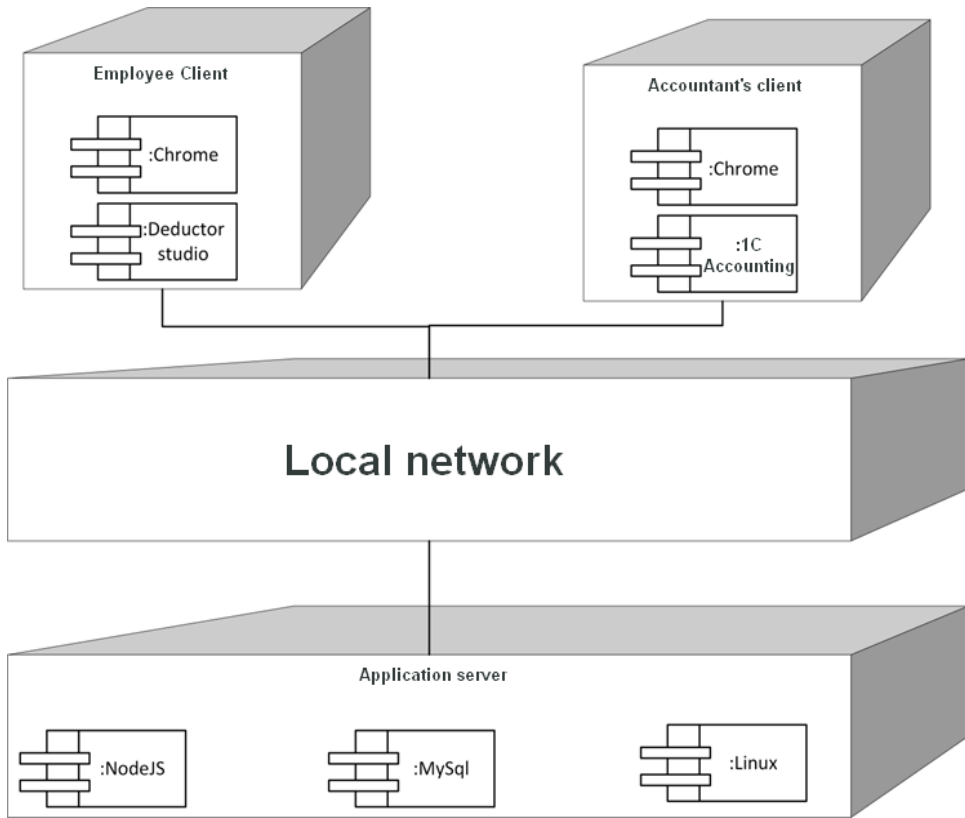 Employee Client
:Chrome
:Deductor
studio
Accountant's client
:Chrome
:1C
Accounting
Local network
Application server
:NodeJS
:MySql
:Linux